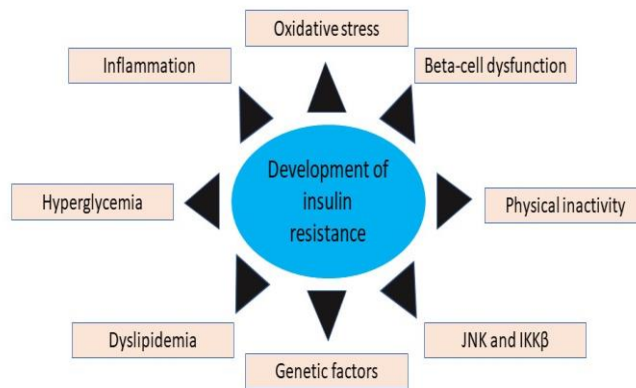 Oxidative stress
Inflammation
Beta-cell dysfunction
Development of
insulin
resistance
Hyperglycemia
Physical inactivity
Dyslipidemia
JNK and IKKβ
Genetic factors